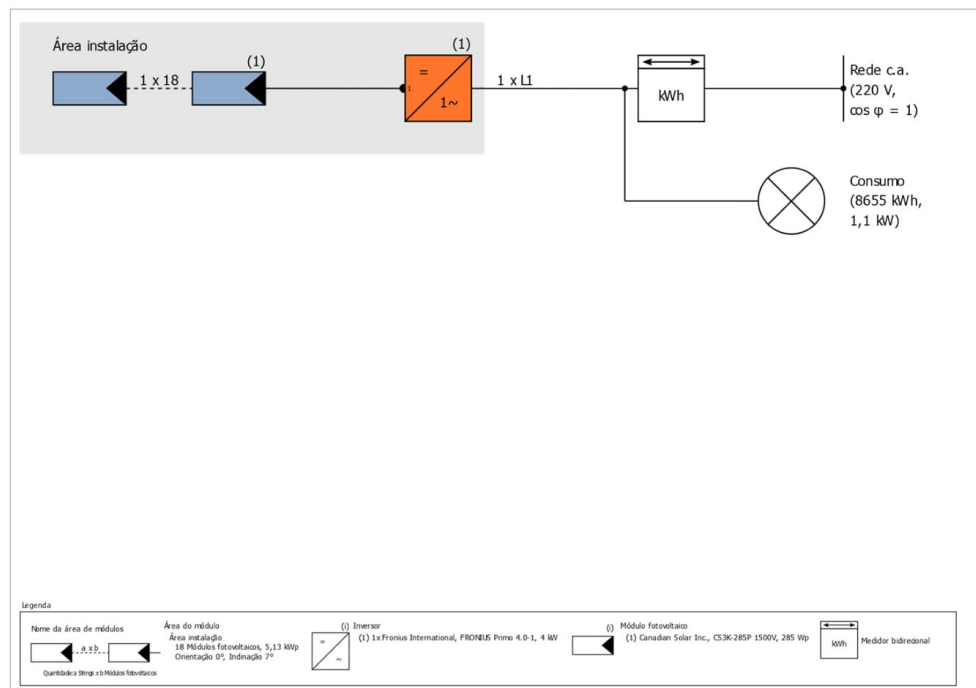 Área instalação
1 x 18
(1)
(1)
=
1
1~
1 x L1
kWh
Rede c.a.
(220 V,
cos φ = 1)
Consumo
(8655 kWh,
1,1 kW)
Legenda
Nome da área de módulos
a x b
Quantidade:a Strings x b Módulos fotovoltaicos
Área do módulo
Área instalação
18 Módulos fotovoltaicos, 5,13 kWp
Orientação 0º, Inclinação 7º
=
~
(i) Inversor
(1) 1x Fronius International, FRONIUS Primo 4.0-1, 4 kW
(i) Módulo fotovoltaico
(1) Canadian Solar Inc., CS3K-285P 1500V, 285 Wp
kWh
Medidor bidirecional